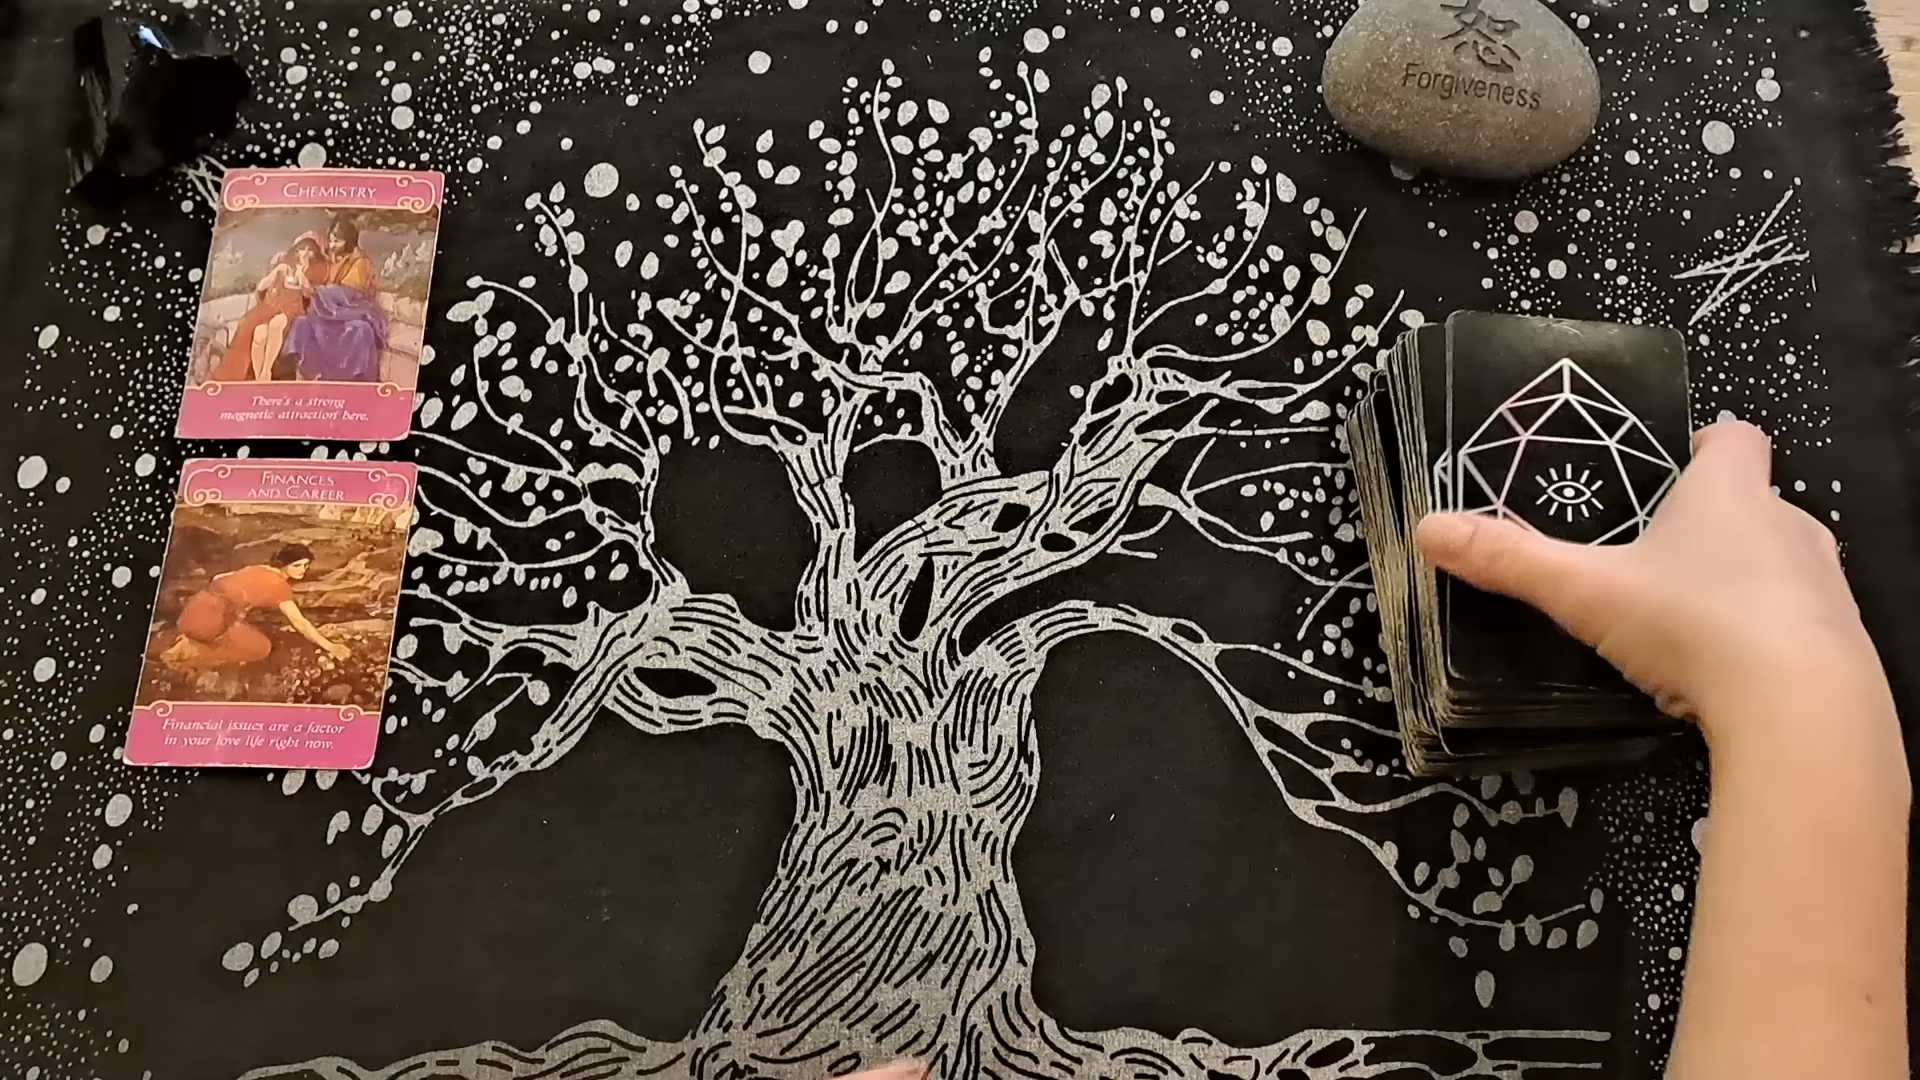 恕
Forgiveness
CHEMISTRY
There's a strong
magnetic attraction here.
FINANCES
AND CAREER
Financial issues are a factor
in your love life right now.